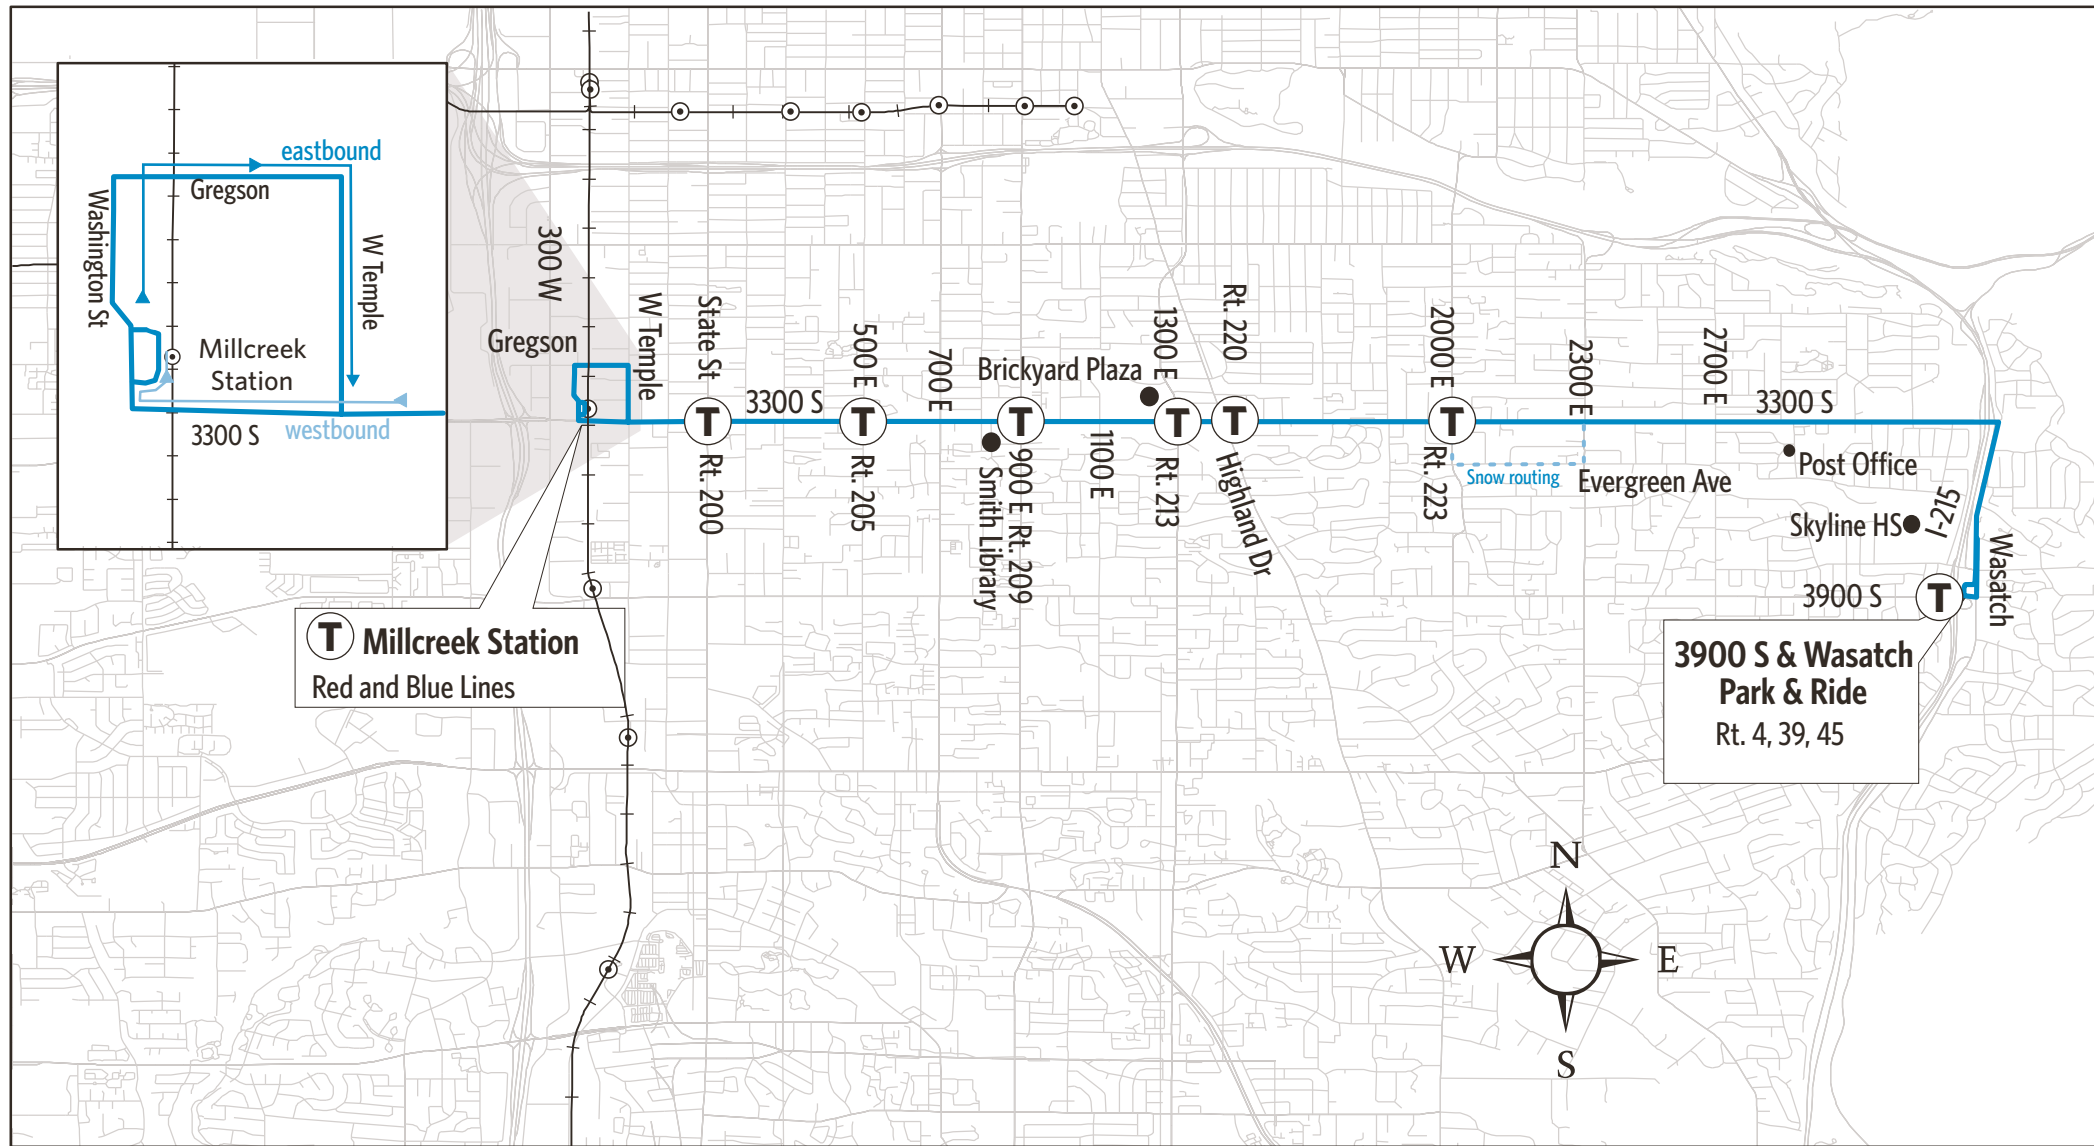 eastbound
Gregson
Washington St
W Temple
Millcreek
Station
3300 S
westbound
300 W
Gregson
W Temple
State St
Rt. 200
3300 S
500 E
Rt. 205
700 E
Smith Library
900 E Rt. 209
Brickyard Plaza
1100 E
1300 E
Rt. 213
Rt. 220
Highland Dr
2000 E
Rt. 223
Snow routing
2300 E
Evergreen Ave
2700 E
3300 S
Post Office
Skyline HS
I-215
Wasatch
3900 S
T
T
T
T
T
T
T
T Millcreek Station
Red and Blue Lines
3900 S & Wasatch
Park & Ride
Rt. 4, 39, 45
N
W
E
S